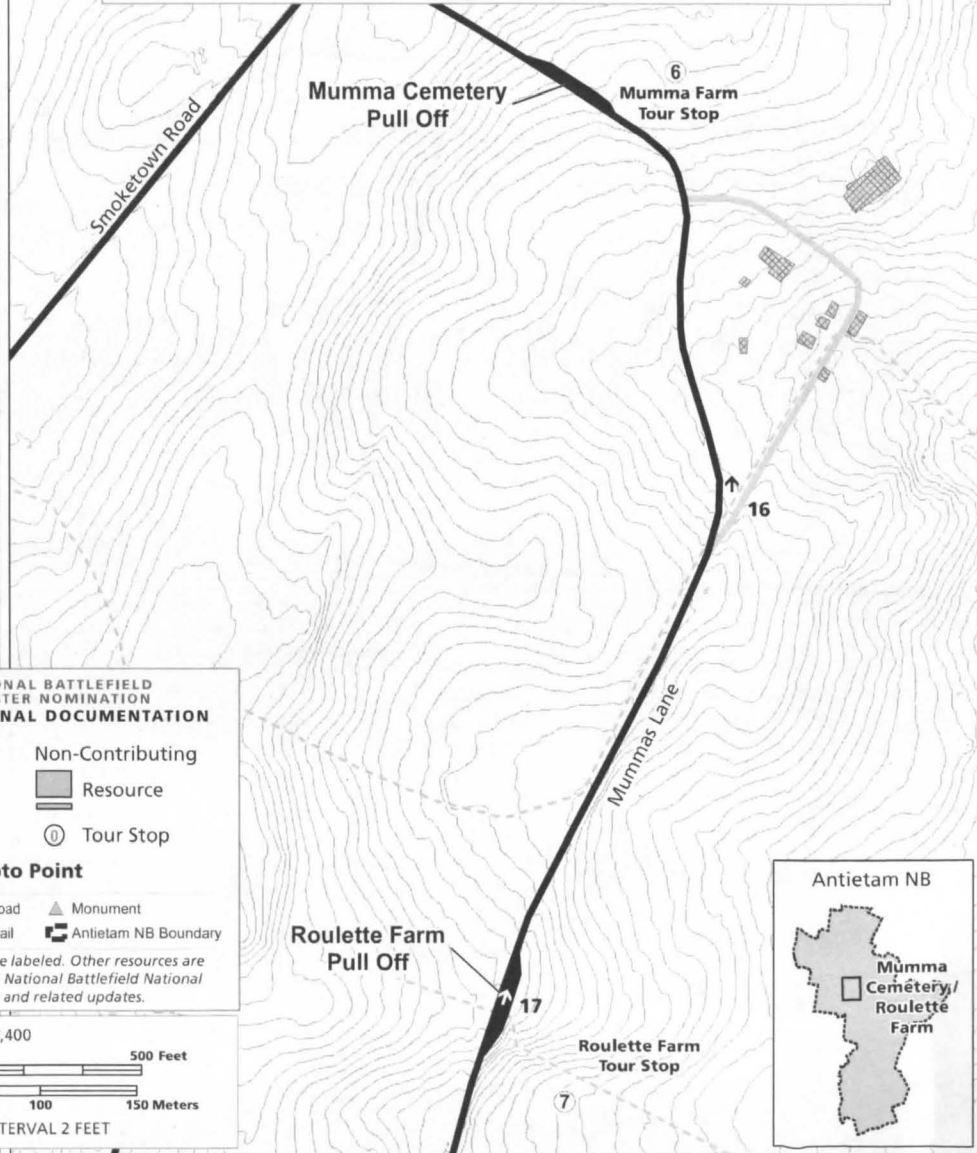 Smoketown Road
Mumma Cemetery
Pull Off
6
Mumma Farm
Tour Stop
16
Mummas Lane
NAL BATTLEFIELD
TER NOMINATION
NAL DOCUMENTATION
Non-Contributing
Resource
0 Tour Stop
to Point
oad
Monument
ail
Antietam NB Boundary
e labeled. Other resources are
National Battlefield National
and related updates.
,400
500 Feet
100 150 Meters
TERVAL 2 FEET
Roulette Farm
Pull Off
17
Roulette Farm
Tour Stop
7
Antietam NB
Mumma
Cemetery/
Roulette
Farm